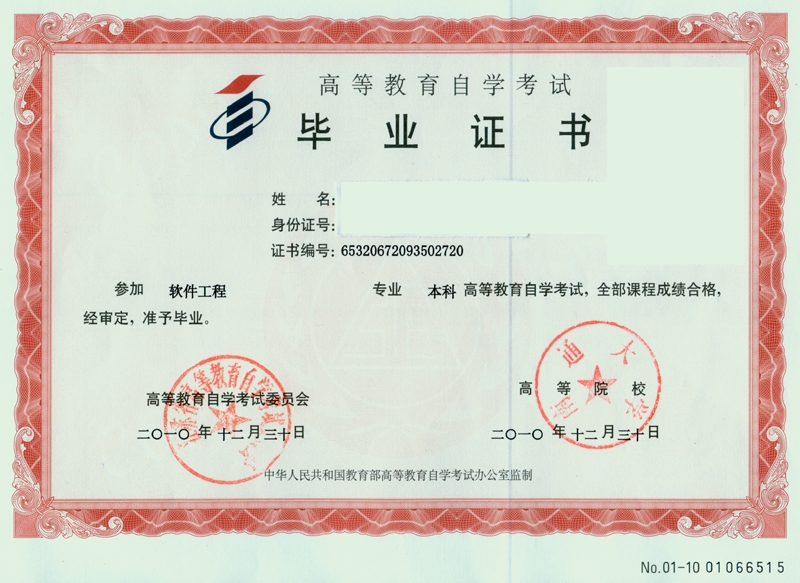 高等教育自学考试
毕业证书
姓 名:
身份证号:
证书编号: 65320672093502720
参加 软件工程 专业 本科 高等教育自学考试,全部课程成绩合格,
经审定,准予毕业。
高等教育自学考试委员会
高等院校
通大学
二〇一〇年十二月三十日
二〇一〇年十二月三十日
中华人民共和国教育部高等教育自学考试办公室监制
No.01-10 01066515